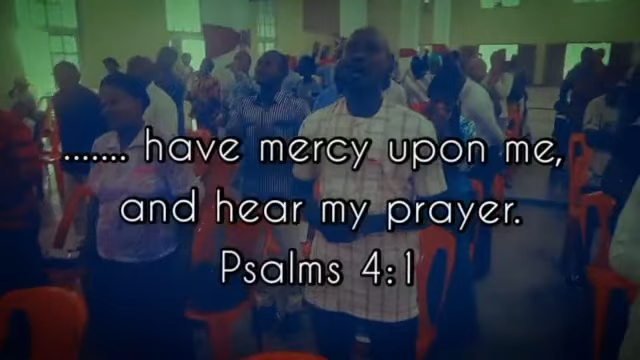 ....... have mercy upon me,
and hear my prayer.
Psalms 4:1